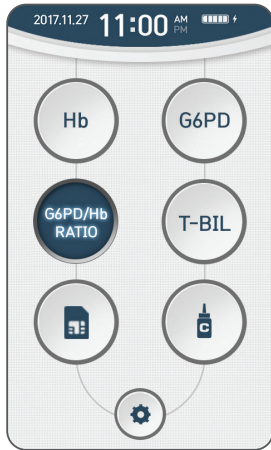 2017.11.27 11:00 AM
PM
Hb G6PD
G6PD/Hb
RATIO
T-BIL
C